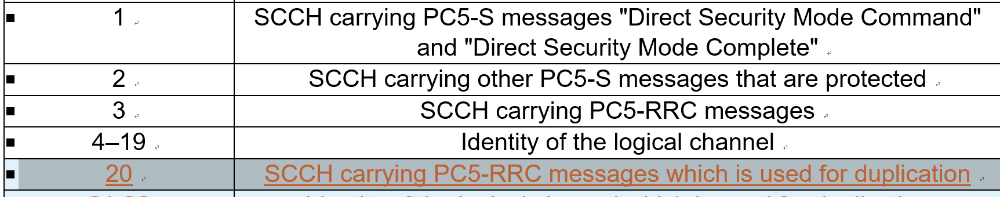 1
SCCH carrying PC5-S messages "Direct Security Mode Command"
and "Direct Security Mode Complete"
2 SCCH carrying other PC5-S messages that are protected
3 SCCH carrying PC5-RRC messages
4–19 Identity of the logical channel
20 SCCH carrying PC5-RRC messages which is used for duplication